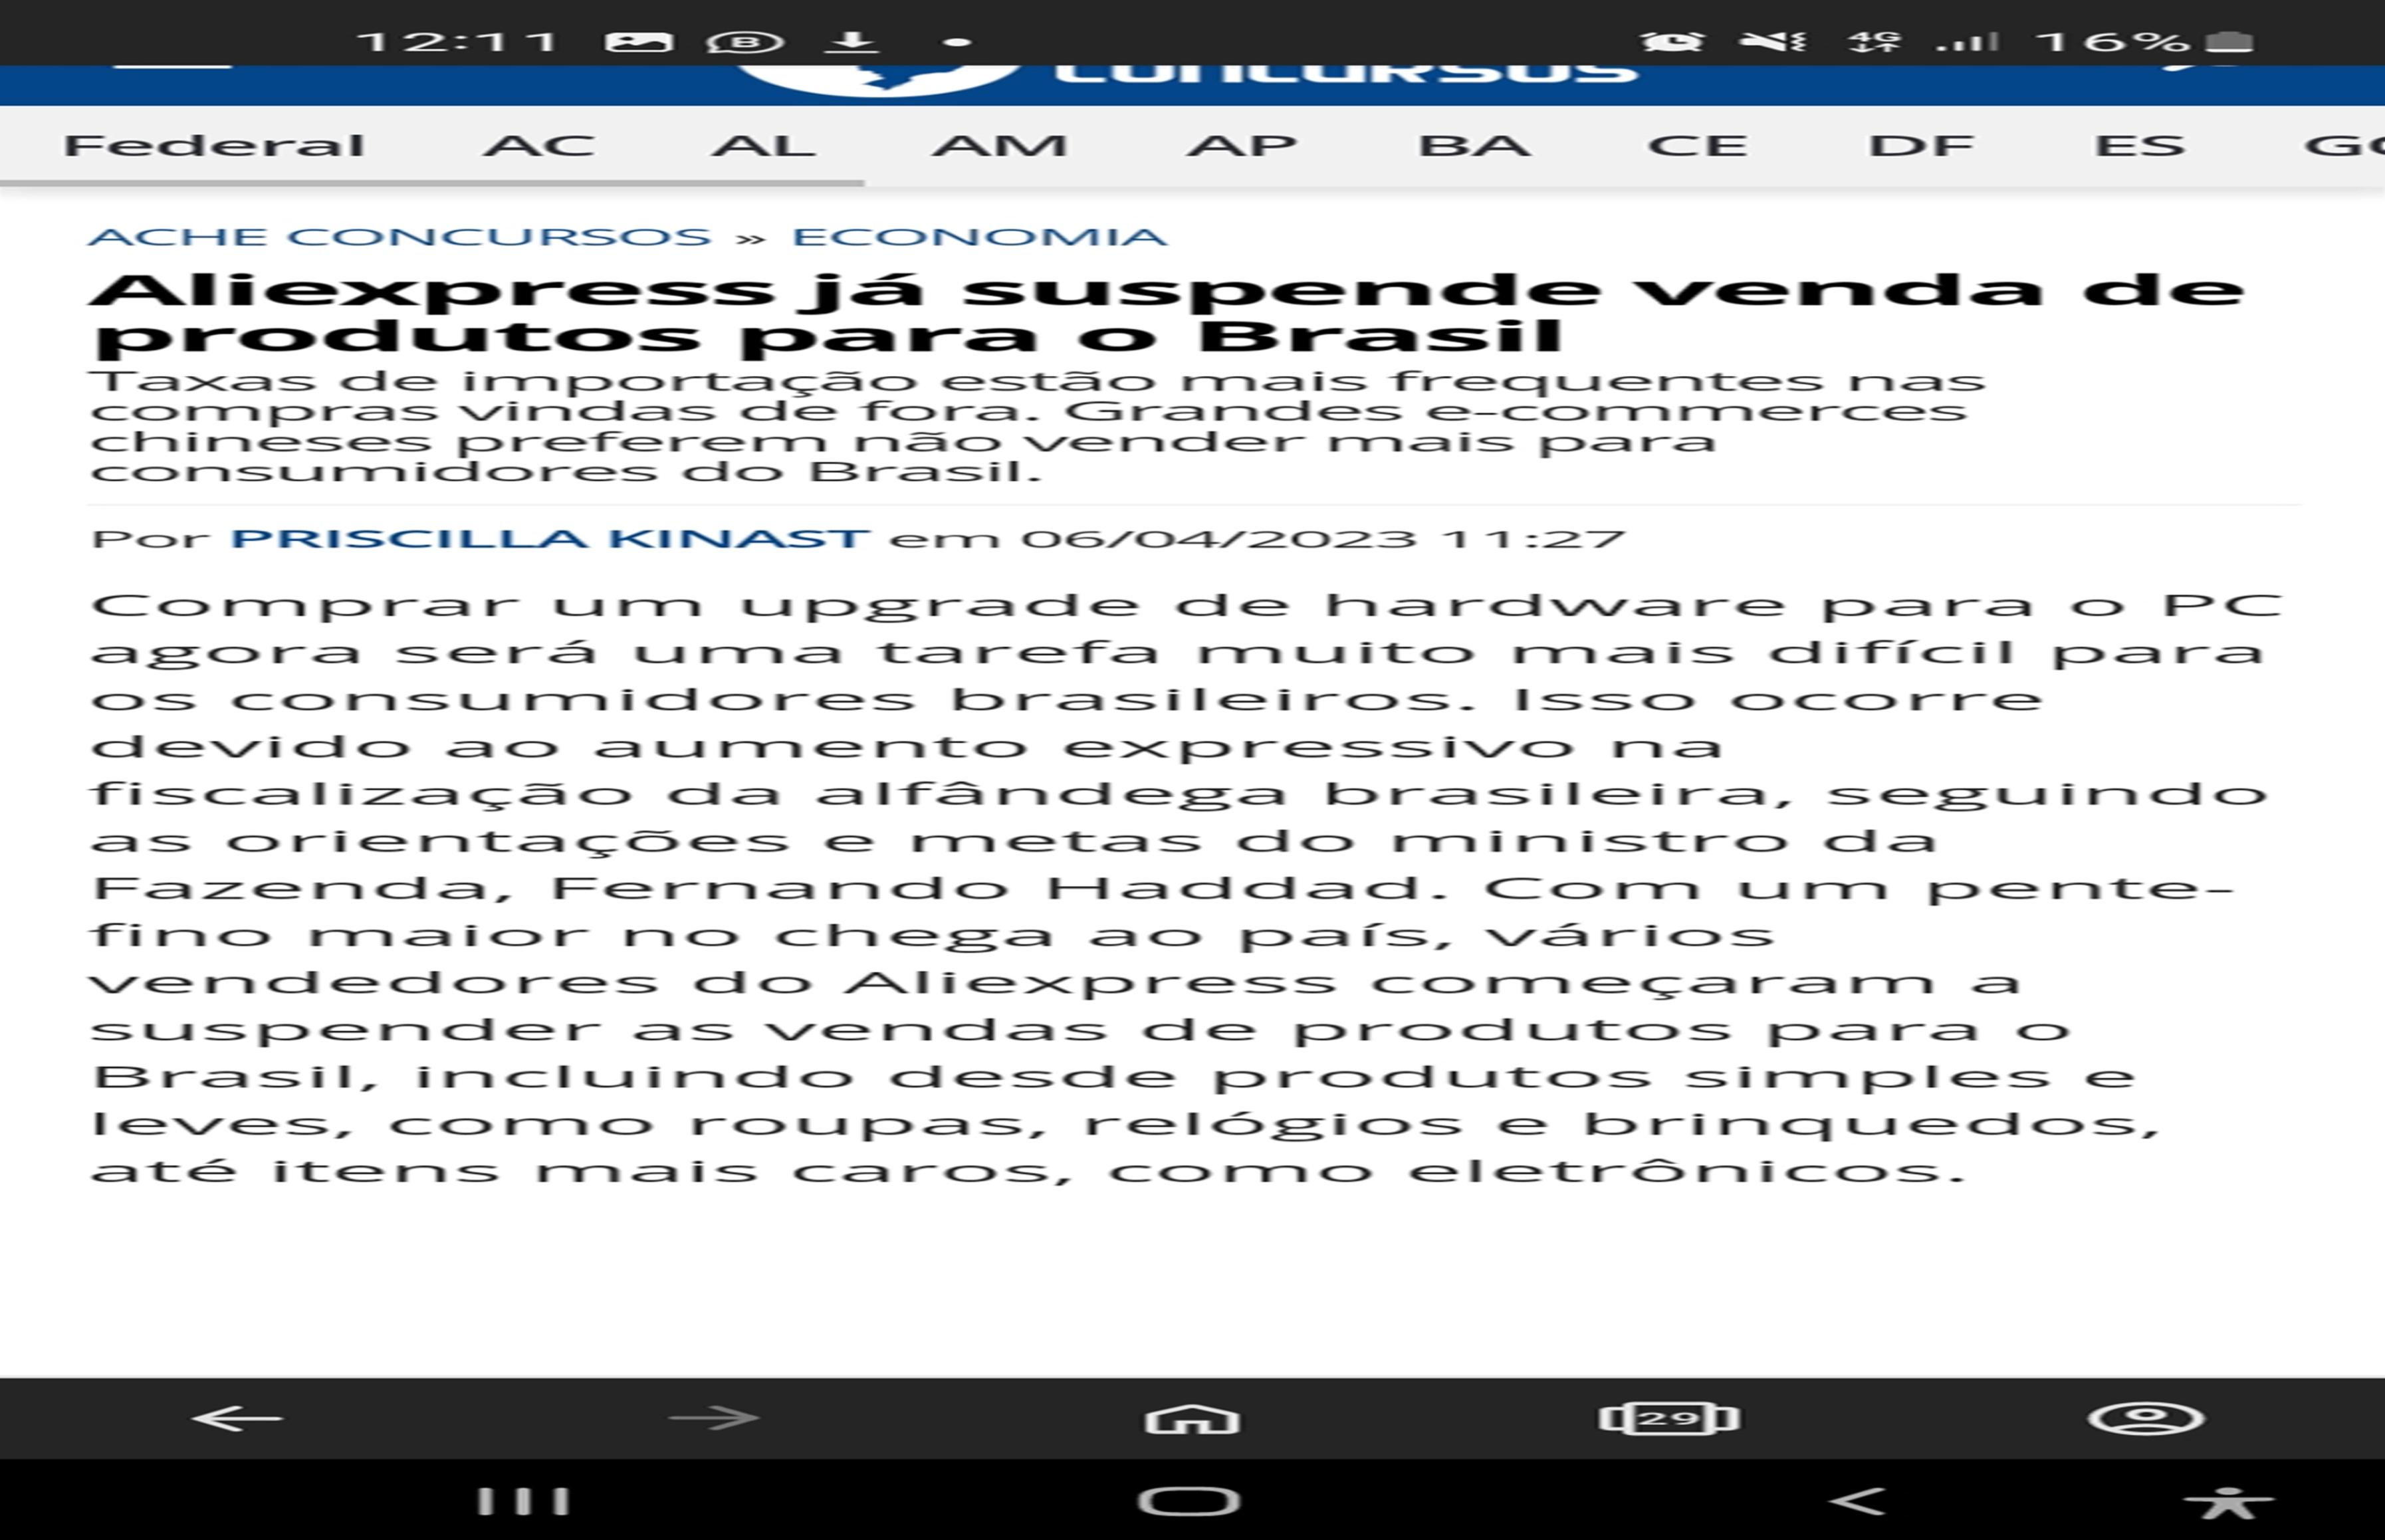 12:11 B 4G 16%
CONCURSOS
Federal AC AL AM AP BA CE DF ES
ACHE CONCURSOS » ECONOMIA
Aliexpress já suspende venda de
produtos para o Brasil
Taxas de importação estão mais frequentes nas
compras vindas de fora. Grandes e-commerces
chineses preferem não vender mais para
consumidores do Brasil.
Por PRISCILLA KINAST em 06/04/2023 11:27
Comprar um upgrade de hardware para o PC
agora será uma tarefa muito mais difícil para
os consumidores brasileiros. Isso ocorre
devido ao aumento expressivo na
fiscalização da alfândega brasileira, seguindo
as orientações e metas do ministro da
Fazenda, Fernando Haddad. Com um pente-
fino maior no chega ao país, vários
vendedores do Aliexpress começaram a
suspender as vendas de produtos para o
Brasil, incluindo desde produtos simples e
leves, como roupas, relógios e brinquedos,
até itens mais caros, como eletrônicos.
29